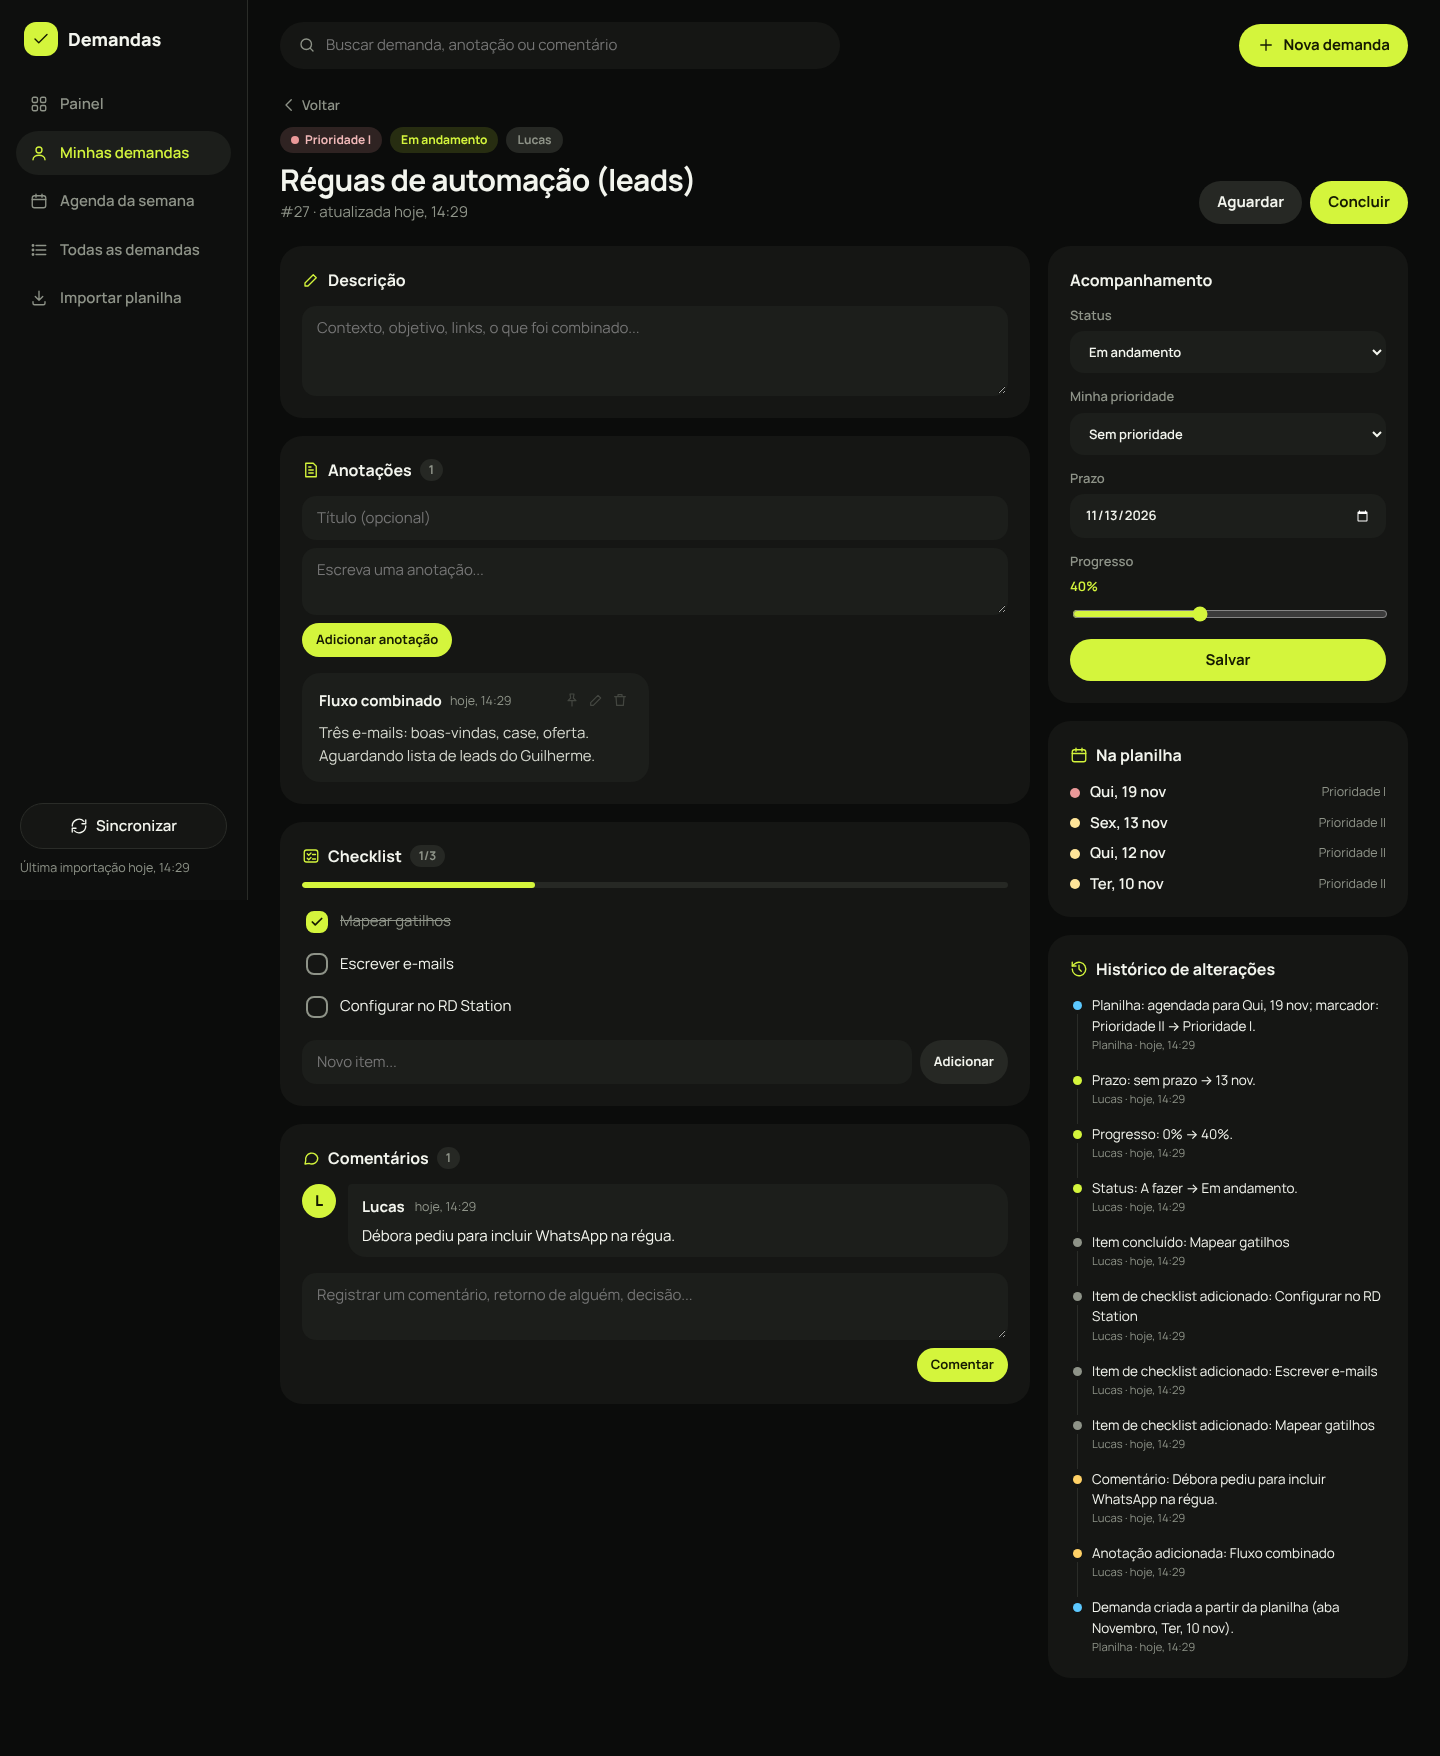 Demandas
Painel
Minhas demandas
Agenda da semana
Todas as demandas
Importar planilha
Sincronizar
Última importação hoje, 14:29
Buscar demanda, anotação ou comentário
Nova demanda
Voltar
Prioridade I
Em andamento
Lucas
Réguas de automação (leads)
#27 · atualizada hoje, 14:29
Aguardar
Concluir
Descrição
Contexto, objetivo, links, o que foi combinado...
Anotações 1
Título (opcional)
Escreva uma anotação...
Adicionar anotação
Fluxo combinado hoje, 14:29
Três e-mails: boas-vindas, case, oferta.
Aguardando lista de leads do Guilherme.
Checklist 1/3
Mapear gatilhos
Escrever e-mails
Configurar no RD Station
Novo item...
Adicionar
Comentários 1
L
Lucas hoje, 14:29
Débora pediu para incluir WhatsApp na régua.
Registrar um comentário, retorno de alguém, decisão...
Comentar
Acompanhamento
Status
Em andamento
Minha prioridade
Sem prioridade
Prazo
11/13/2026
Progresso
40%
Salvar
Na planilha
Qui, 19 nov Prioridade I
Sex, 13 nov Prioridade II
Qui, 12 nov Prioridade II
Ter, 10 nov Prioridade II
Histórico de alterações
Planilha: agendada para Qui, 19 nov; marcador:
Prioridade II → Prioridade I.
Planilha · hoje, 14:29
Prazo: sem prazo → 13 nov.
Lucas · hoje, 14:29
Progresso: 0% → 40%.
Lucas · hoje, 14:29
Status: A fazer → Em andamento.
Lucas · hoje, 14:29
Item concluído: Mapear gatilhos
Lucas · hoje, 14:29
Item de checklist adicionado: Configurar no RD
Station
Lucas · hoje, 14:29
Item de checklist adicionado: Escrever e-mails
Lucas · hoje, 14:29
Item de checklist adicionado: Mapear gatilhos
Lucas · hoje, 14:29
Comentário: Débora pediu para incluir
WhatsApp na régua.
Lucas · hoje, 14:29
Anotação adicionada: Fluxo combinado
Lucas · hoje, 14:29
Demanda criada a partir da planilha (aba
Novembro, Ter, 10 nov).
Planilha · hoje, 14:29